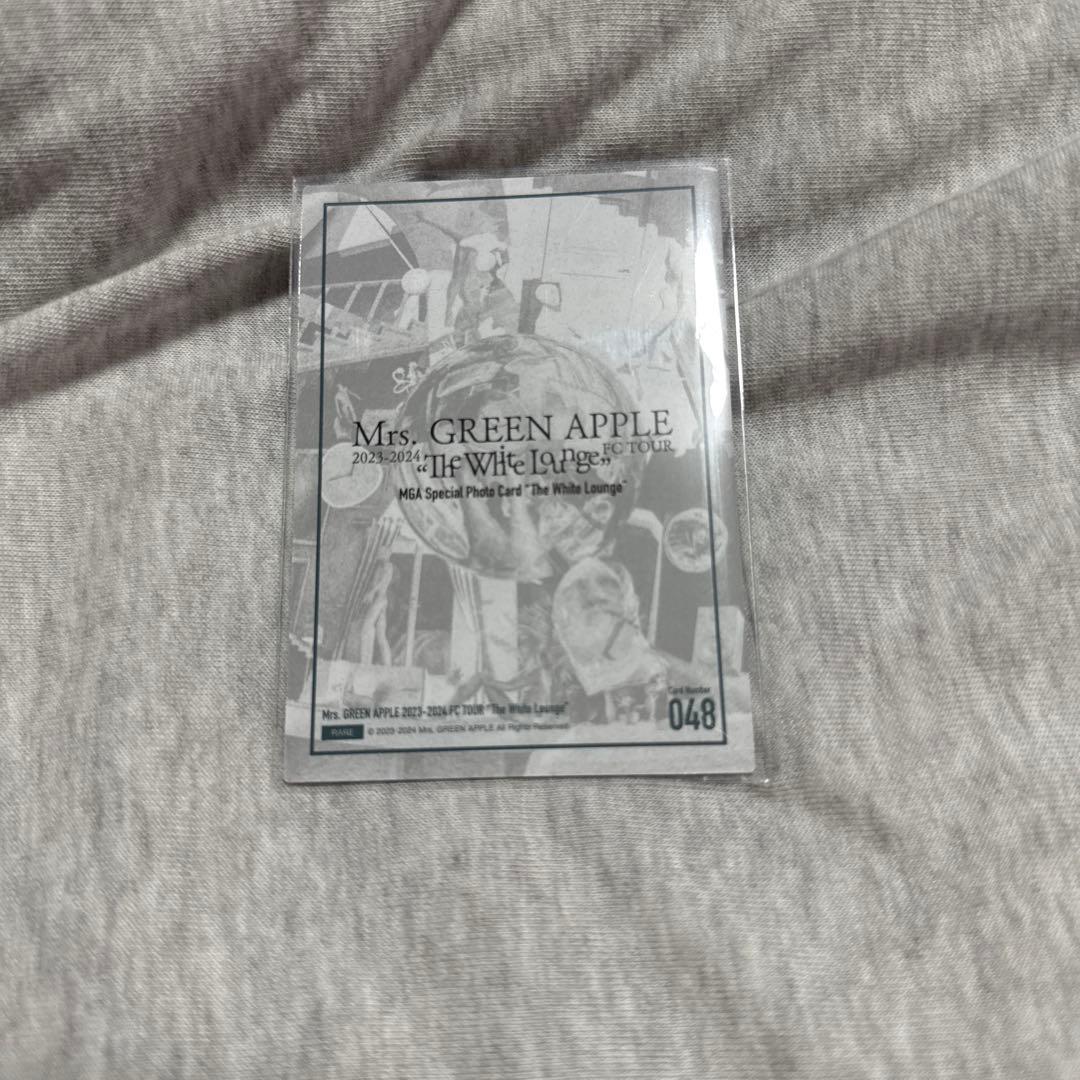 Mrs. GREEN APPLE
2023-2024 "The White Lounge" FC TOUR
MGA Special Photo Card "The White Lounge"
Card Number
Mrs. GREEN APPLE 2023-2024 FC TOUR "The White Lounge"
048
RARE © 2023-2024 Mrs. GREEN APPLE All Rights Reserved.